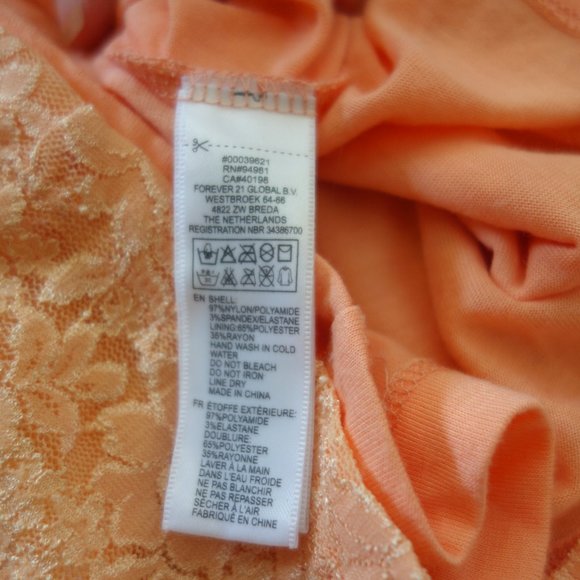 #00039621
RN#94981
CA#40198
FOREVER 21 GLOBAL B.V.
WESTBROEK 64-66
4822 ZW BREDA
THE NETHERLANDS
REGISTRATION NBR 34386700
EN SHELL:
97%NYLON/POLYAMIDE
3%SPANDEX/ELASTANE
LINING:65%POLYESTER
35%RAYON
HAND WASH IN COLD
WATER
DO NOT BLEACH
DO NOT IRON
LINE DRY
MADE IN CHINA
FR ÉTOFFE EXTÉRIEURE:
97%POLYAMIDE
3%ELASTANE
DOUBLURE:
65%POLYESTER
35%RAYONNE
LAVER À LA MAIN
DANS L'EAU FROIDE
NE PAS BLANCHIR
NE PAS REPASSER
SÉCHER À L'AIR
FABRIQUÉ EN CHINE